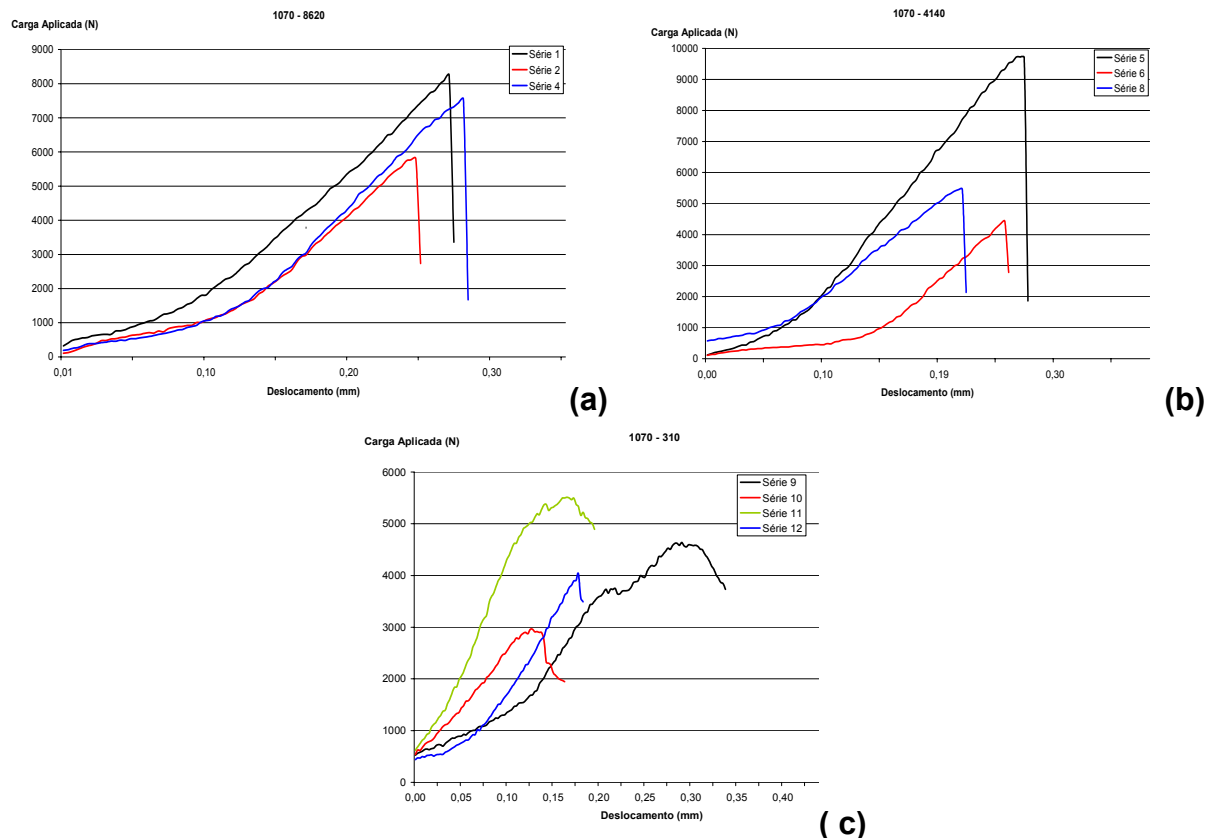 1070 - 8620
Carga Aplicada (N)
9000
8000
7000
6000
5000
4000
3000
2000
1000
0
Série 1
Série 2
Série 4
0,01
0,10
0,20
0,30
Deslocamento (mm)
(a)
1070 - 4140
Carga Aplicada (N)
10000
9000
8000
7000
6000
5000
4000
3000
2000
1000
0
Série 5
Série 6
Série 8
0,00
0,10
0,19
0,30
Deslocamento (mm)
(b)
Carga Aplicada (N)
1070 - 310
6000
5000
4000
3000
2000
1000
0
Série 9
Série 10
Série 11
Série 12
0,00
0,05
0,10
0,15
0,20
0,25
0,30
0,35
0,40
Deslocamento (mm)
( c)